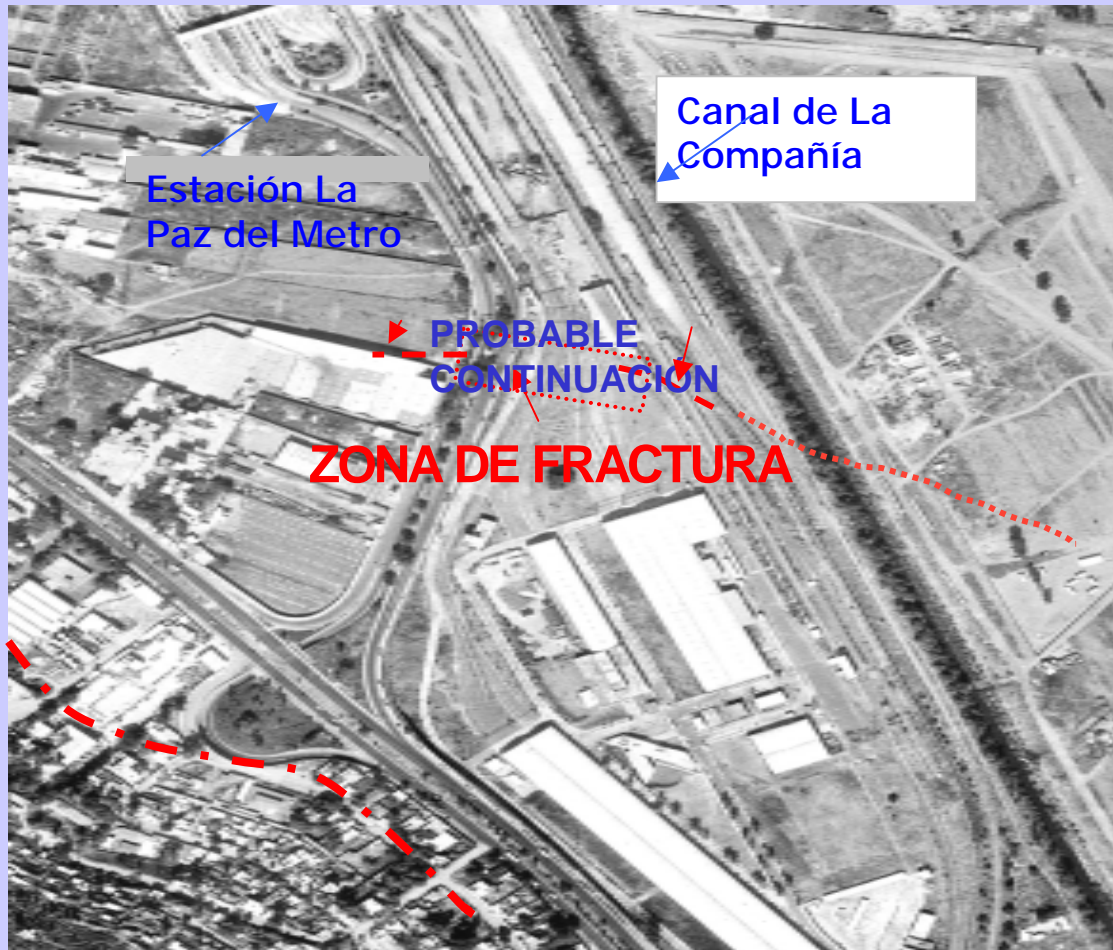 Canal de La
Compañía
Estación La
Paz del Metro
PROBABLE
CONTINUACIÓN
ZONA DE FRACTURA